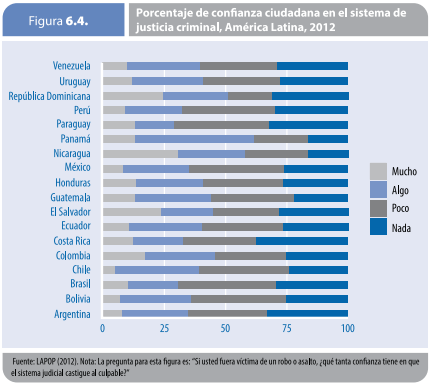 Figura 6.4.
Porcentaje de confianza ciudadana en el sistema de
justicia criminal, América Latina, 2012
Venezuela
Uruguay
República Dominicana
Perú
Paraguay
Panamá
Nicaragua
México
Honduras
Guatemala
El Salvador
Ecuador
Costa Rica
Colombia
Chile
Brasil
Bolivia
Argentina
0 25 50 75 100
Mucho
Algo
Poco
Nada
Fuente: LAPOP (2012). Nota: La pregunta para esta figura es: "Si usted fuera víctima de un robo o asalto, ¿qué tanta confianza tiene en que
el sistema judicial castigue al culpable?"